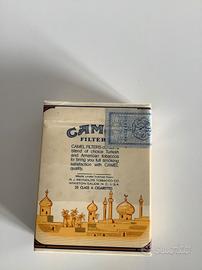 CAMEL
FILTERS
CAMEL FILTERS
blend of choice Turkish
and American tobaccos
to bring you full smoking
satisfaction with CAMEL
quality.
R. J. REYNOLDS TOBACCO CO.
WINSTON-SALEM, N. C., U.S.A.
20 CLASS A CIGARETTES
subito